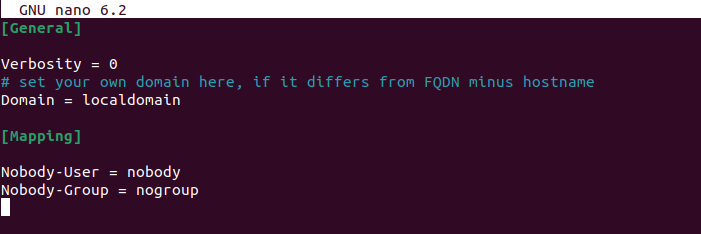 GNU nano 6.2
[General]
Verbosity = 0
# set your own domain here, if it differs from FQDN minus hostname
Domain = localdomain
[Mapping]
Nobody-User = nobody
Nobody-Group = nogroup